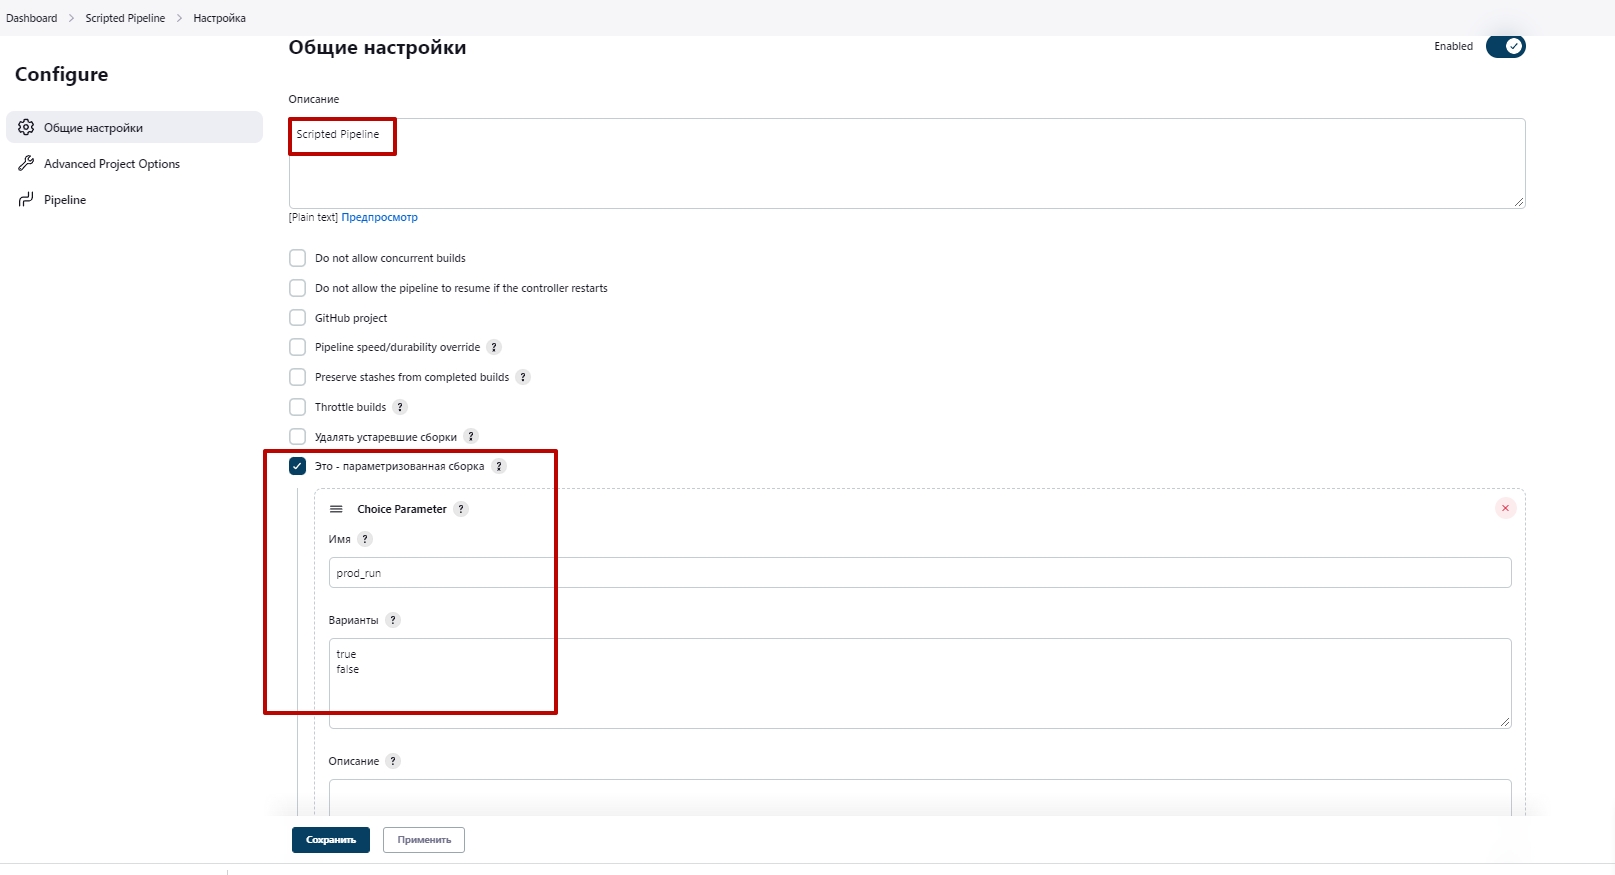 Dashboard > Scripted Pipeline > Настройка
Configure
Общие настройки
Advanced Project Options
Pipeline
Общие настройки
Enabled
Описание
Scripted Pipeline
[Plain text] Предпросмотр
Do not allow concurrent builds
Do not allow the pipeline to resume if the controller restarts
GitHub project
Pipeline speed/durability override ?
Preserve stashes from completed builds ?
Throttle builds ?
Удалять устаревшие сборки ?
Это - параметризованная сборка ?
Choice Parameter ?
Имя ?
prod_run
Варианты ?
true
false
Описание ?
Сохранить
Применить